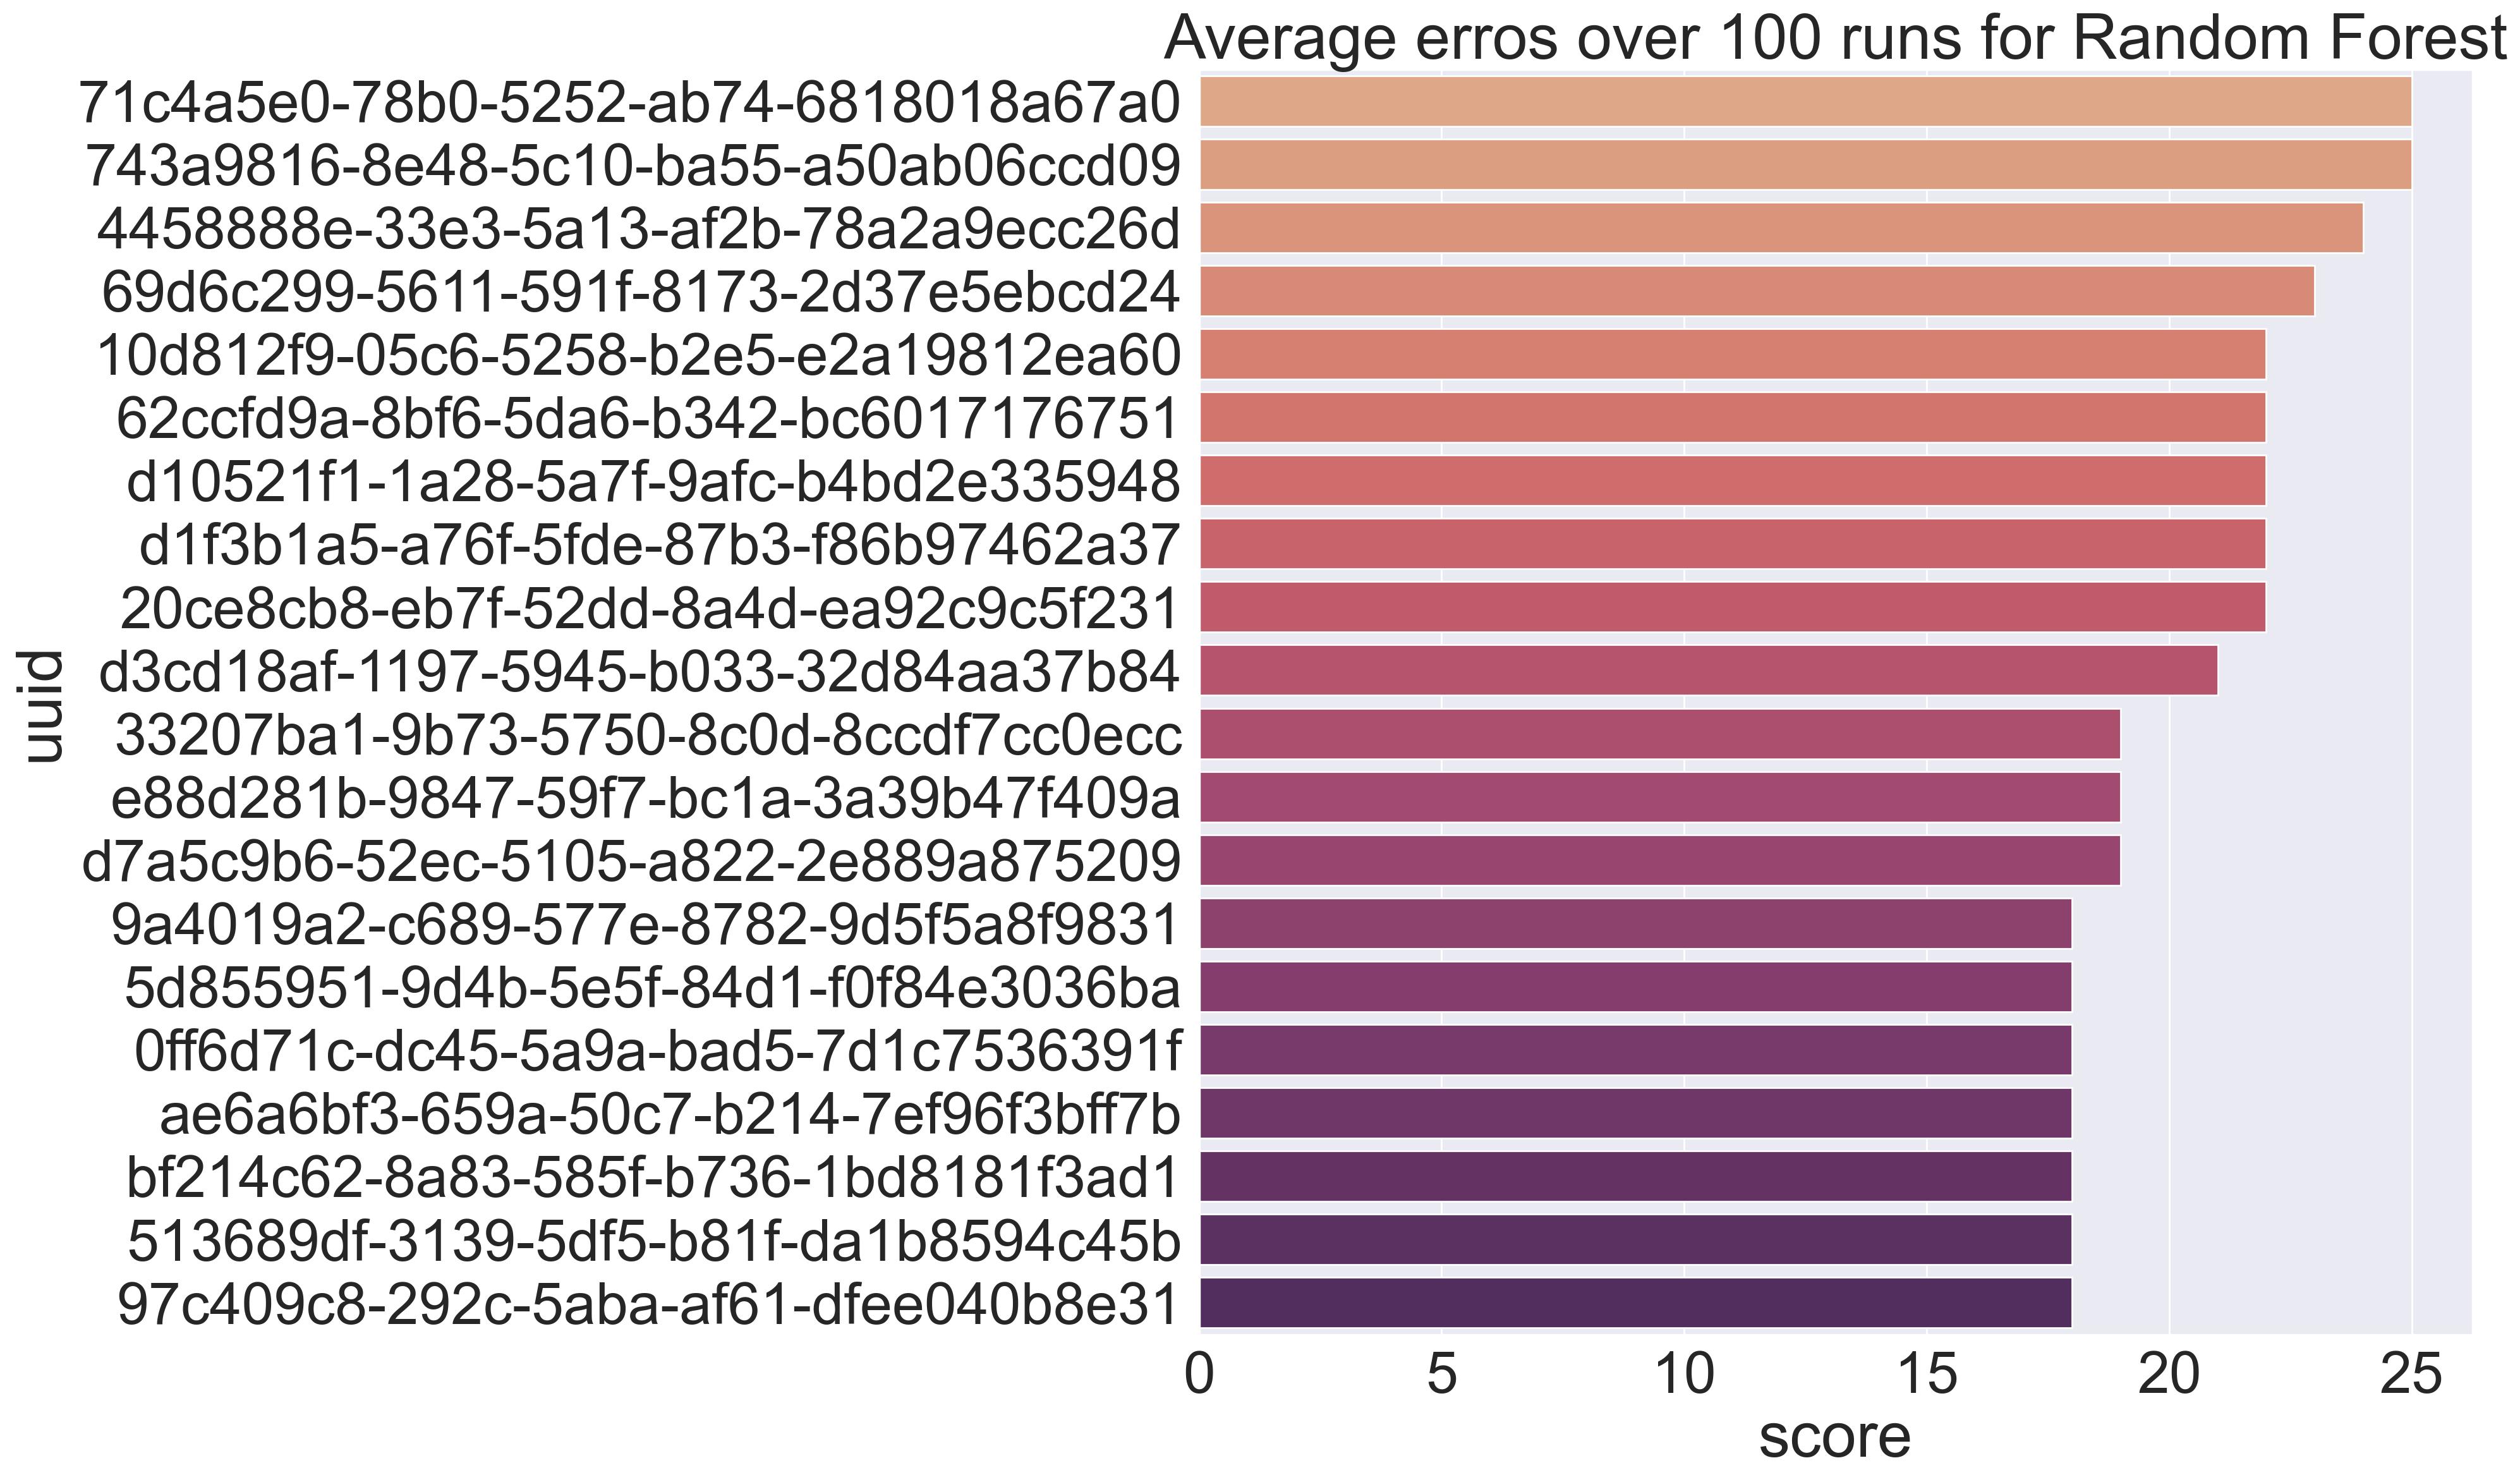 Average erros over 100 runs for Random Forest
71c4a5e0-78b0-5252-ab74-6818018a67a0
743a9816-8e48-5c10-ba55-a50ab06ccd09
4458888e-33e3-5a13-af2b-78a2a9ecc26d
69d6c299-5611-591f-8173-2d37e5ebcd24
10d812f9-05c6-5258-b2e5-e2a19812ea60
62ccfd9a-8bf6-5da6-b342-bc6017176751
d10521f1-1a28-5a7f-9afc-b4bd2e335948
d1f3b1a5-a76f-5fde-87b3-f86b97462a37
20ce8cb8-eb7f-52dd-8a4d-ea92c9c5f231
d3cd18af-1197-5945-b033-32d84aa37b84
33207ba1-9b73-5750-8c0d-8ccdf7cc0ecc
e88d281b-9847-59f7-bc1a-3a39b47f409a
d7a5c9b6-52ec-5105-a822-2e889a875209
9a4019a2-c689-577e-8782-9d5f5a8f9831
5d855951-9d4b-5e5f-84d1-f0f84e3036ba
0ff6d71c-dc45-5a9a-bad5-7d1c7536391f
ae6a6bf3-659a-50c7-b214-7ef96f3bff7b
bf214c62-8a83-585f-b736-1bd8181f3ad1
513689df-3139-5df5-b81f-da1b8594c45b
97c409c8-292c-5aba-af61-dfee040b8e31
uuid
0 5 10 15 20 25
score